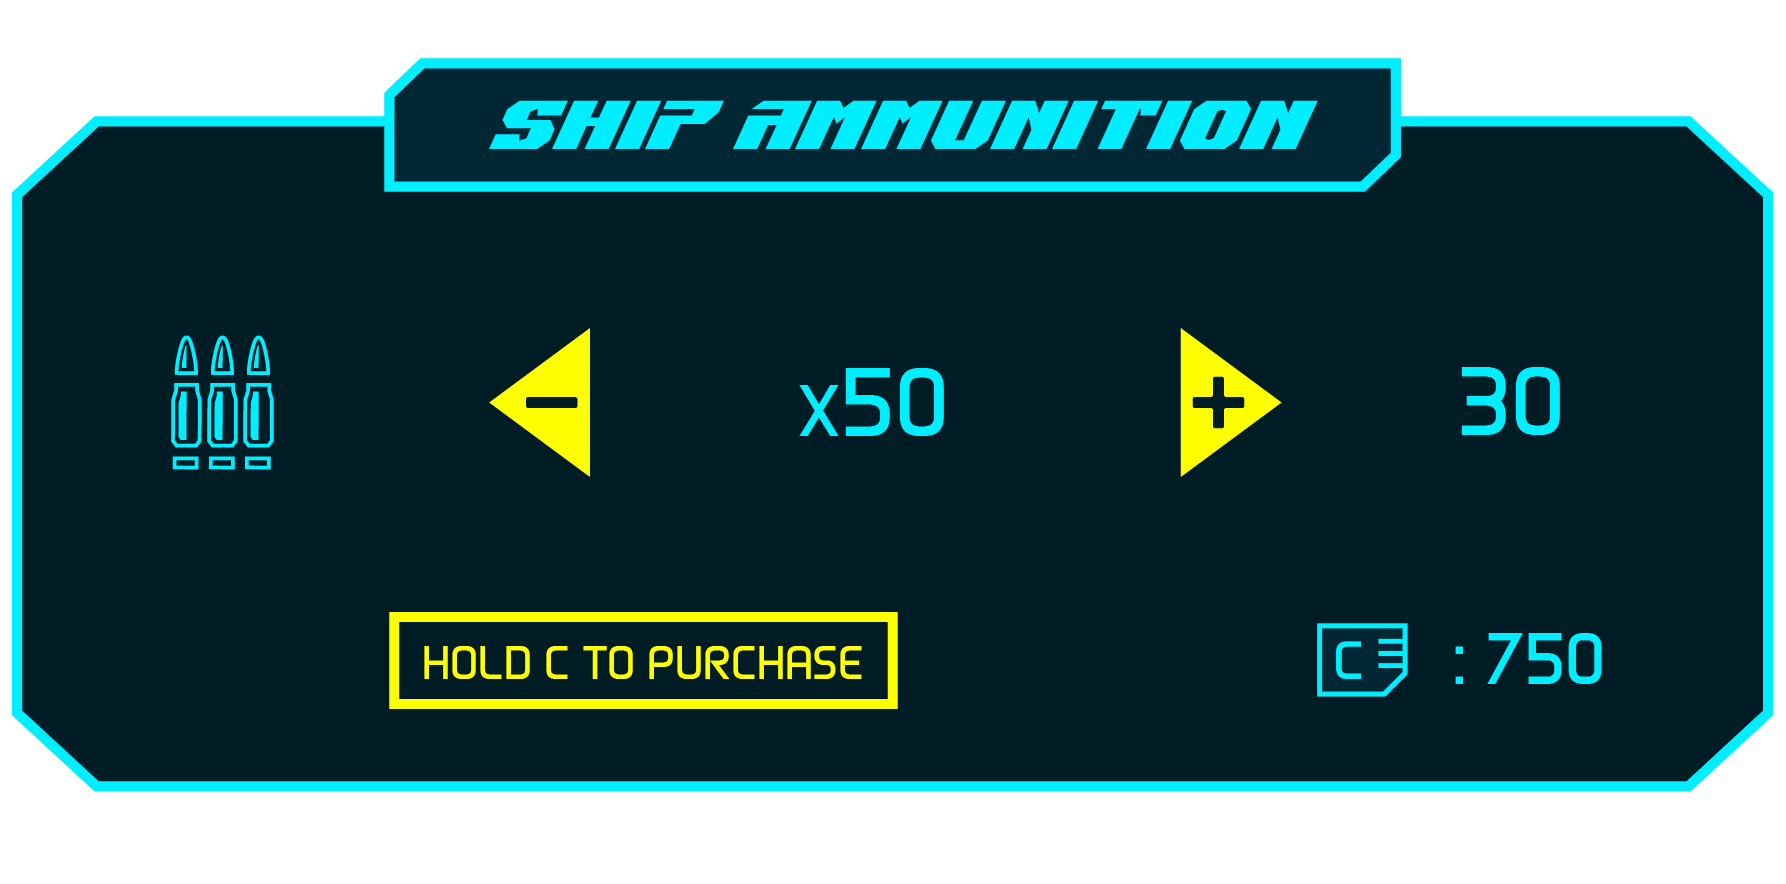 SHIP AMMUNITION
- x50 + 30
HOLD C TO PURCHASE
C : 750